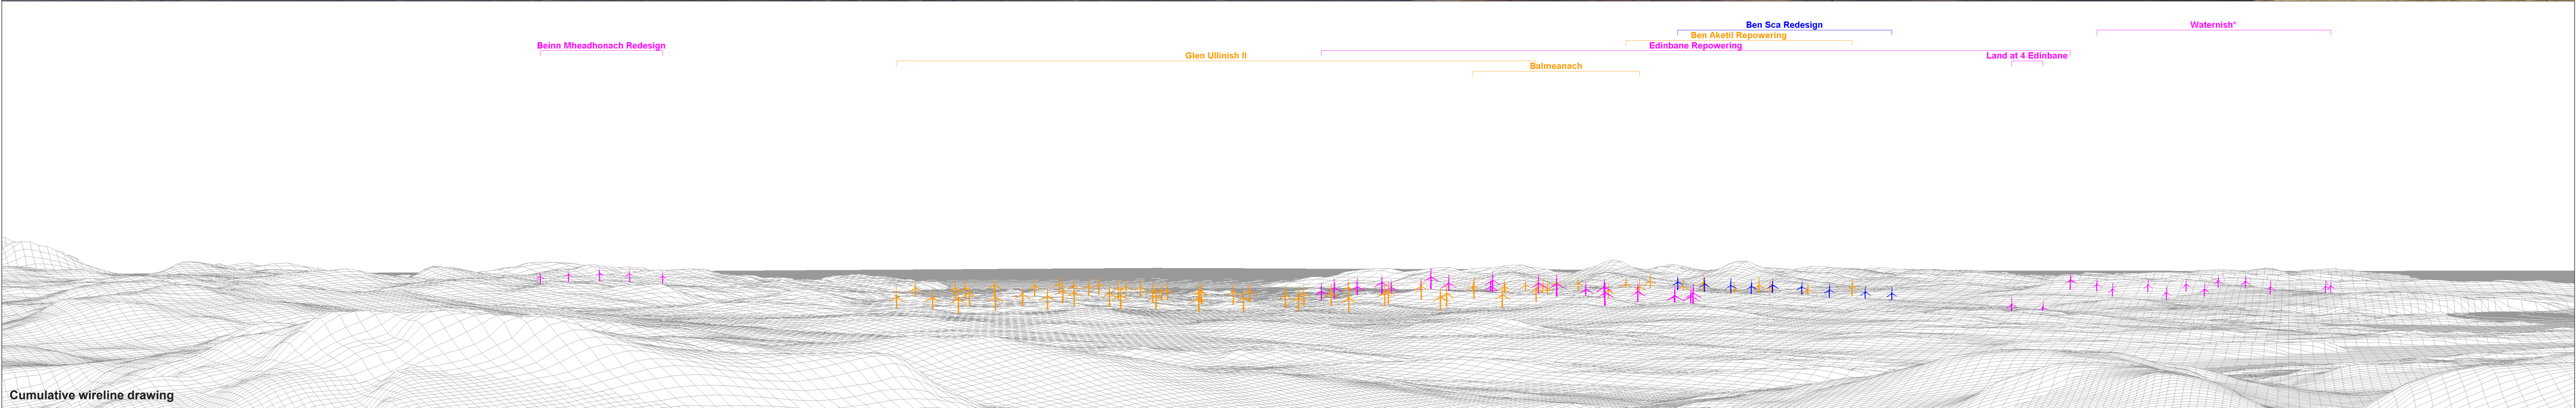 Ben Sca Redesign
Waternish*
Ben Aketil Repowering
Beinn Mheadhonach Redesign
Edinbane Repowering
Glen Ullinish II
Land at 4 Edinbane
Balmeanach
Cumulative wireline drawing